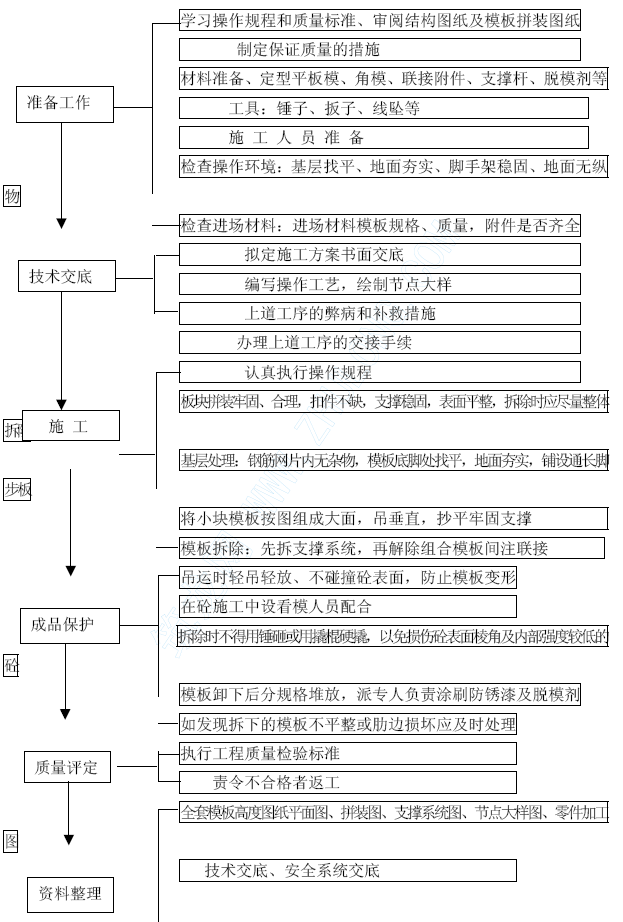 学习操作规程和质量标准、审阅结构图纸及模板拼装图纸
制定保证质量的措施
材料准备、定型平板模、角模、联接附件、支撑杆、脱模剂等
准备工作
工具：锤子、扳子、线坠等
施 工 人 员 准 备
检查操作环境：基层找平、地面夯实、脚手架稳固、地面无纵
物
检查进场材料：进场材料模板规格、质量，附件是否齐全
拟定施工方案书面交底
技术交底
编写操作工艺，绘制节点大样
上道工序的弊病和补救措施
办理上道工序的交接手续
认真执行操作规程
板块拼装牢固、合理，扣件不缺，支撑稳固，表面平整，拆除时应尽量整体
拆
施 工
基层处理：钢筋网片内无杂物，模板底脚处找平，地面夯实，铺设通长脚
步板
将小块模板按图组成大面，吊垂直，抄平牢固支撑
模板拆除：先拆支撑系统，再解除组合模板间注联接
吊运时轻吊轻放、不碰撞砼表面，防止模板变形
在砼施工中设看模人员配合
成品保护
拆除时不得用锤砸或用撬棍硬撬，以免损伤砼表面棱角及内部强度较低的
砼
模板卸下后分规格堆放，派专人负责涂刷防锈漆及脱模剂
如发现拆下的模板不平整或肋边损坏应及时处理
执行工程质量检验标准
质量评定
责令不合格者返工
全套模板高度图纸平面图、拼装图、支撑系统图、节点大样图、零件加工
图
技术交底、安全系统交底
资料整理